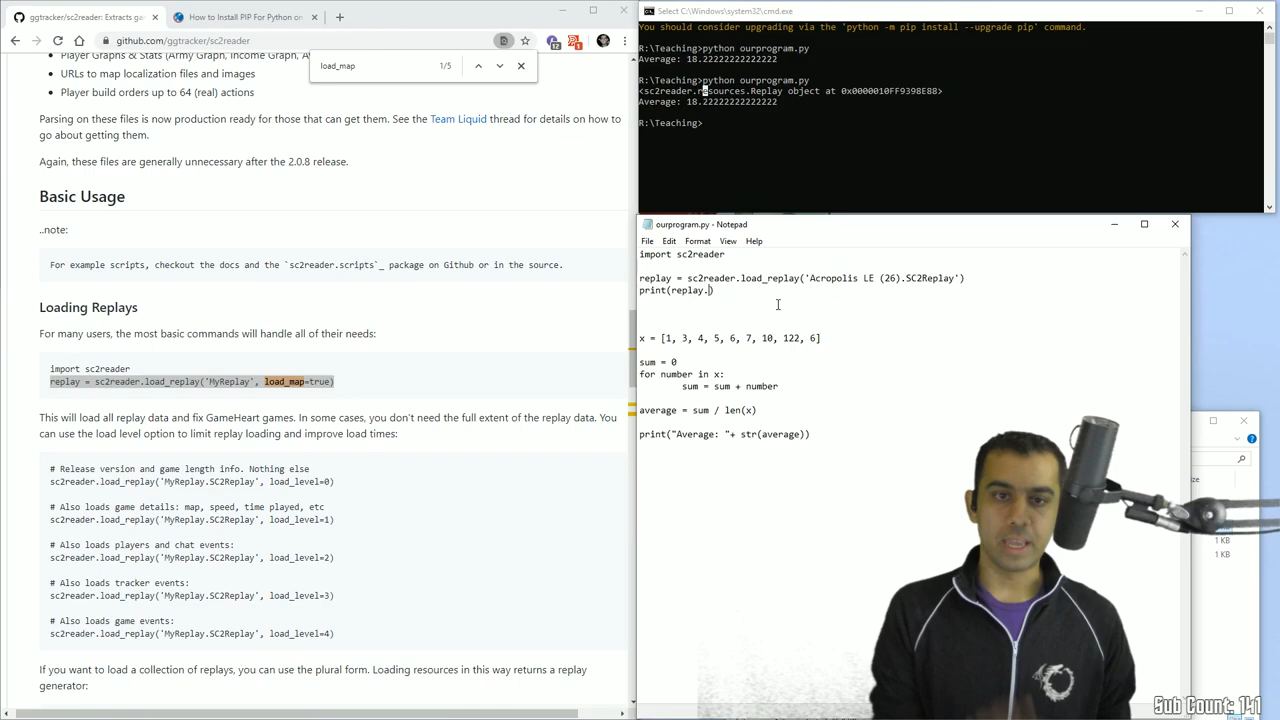 ggtracker/sc2reader: Extracts ga
How to Install PIP For Python on
github.com/ggtracker/sc2reader
12
1
load_map
1/5
Player Graphs & Stats (Army Graph, Income Graph, A
URLs to map localization files and images
Player build orders up to 64 (real) actions
Parsing on these files is now production ready for those that can get them. See the Team Liquid thread for details on how to go about getting them.
Again, these files are generally unnecessary after the 2.0.8 release.
Basic Usage
..note:
For example scripts, checkout the docs and the `sc2reader.scripts`_ package on Github or in the source.
Loading Replays
For many users, the most basic commands will handle all of their needs:
import sc2reader
replay = sc2reader.load_replay('MyReplay', load_map=true)
This will load all replay data and fix GameHeart games. In some cases, you don't need the full extent of the replay data. You can use the load level option to limit replay loading and improve load times:
# Release version and game length info. Nothing else
sc2reader.load_replay('MyReplay.SC2Replay', load_level=0)
# Also loads game details: map, speed, time played, etc
sc2reader.load_replay('MyReplay.SC2Replay', load_level=1)
# Also loads players and chat events:
sc2reader.load_replay('MyReplay.SC2Replay', load_level=2)
# Also loads tracker events:
sc2reader.load_replay('MyReplay.SC2Replay', load_level=3)
# Also loads game events:
sc2reader.load_replay('MyReplay.SC2Replay', load_level=4)
If you want to load a collection of replays, you can use the plural form. Loading resources in this way returns a replay generator:
Select C:\Windows\system32\cmd.exe
You should consider upgrading via the 'python -m pip install --upgrade pip' command.
R:\Teaching>python ourprogram.py
Average: 18.22222222222222
R:\Teaching>python ourprogram.py
<sc2reader.resources.Replay object at 0x0000010FF9398E88>
Average: 18.22222222222222
R:\Teaching>
ourprogram.py - Notepad
File Edit Format View Help
import sc2reader
replay = sc2reader.load_replay('Acropolis LE (26).SC2Replay')
print(replay.)
x = [1, 3, 4, 5, 6, 7, 10, 122, 6]
sum = 0
for number in x:
sum = sum + number
average = sum / len(x)
print("Average: "+ str(average))
1 KB
1 KB
Sub Count: 141